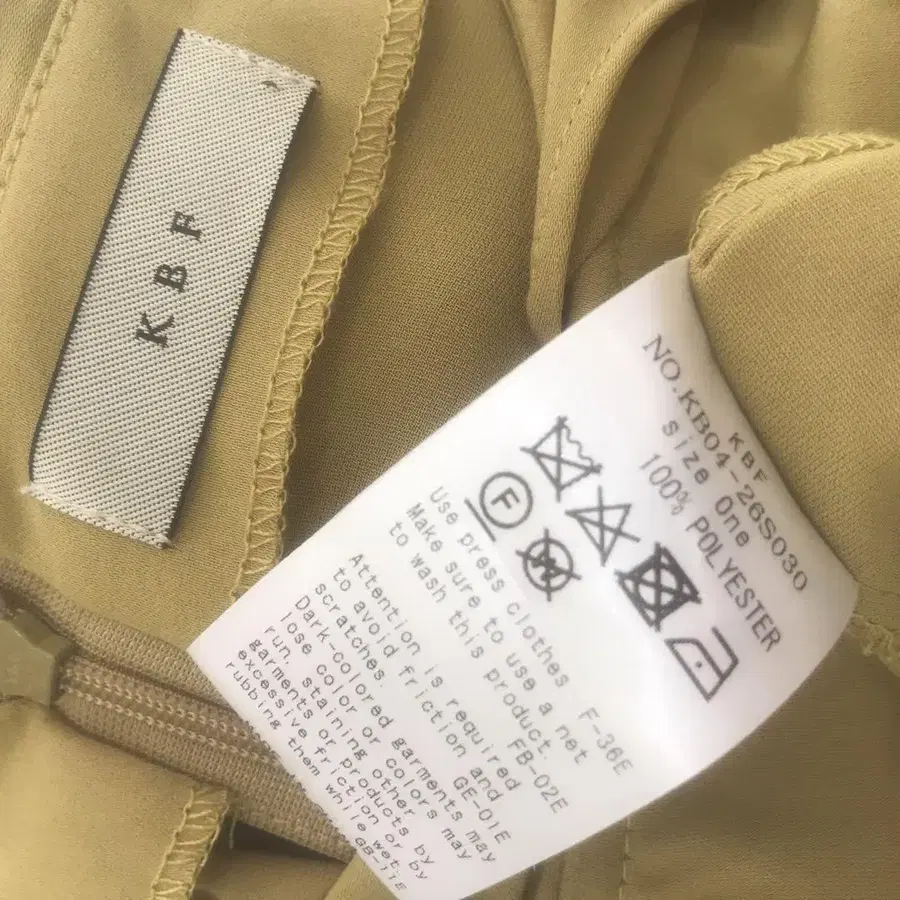 KBF
KBF
NO.KB04-26S030
size One
100% POLYESTER
F
W
Use press clothes. F-36E
Make sure to use a net
to wash this product. FB-02E
Attention is required
to avoid friction and
scratches. GE-01E
Dark-colored garments may
lose color or colors may
run, staining other
garments or products by
excessive friction or by
rubbing them while wet.
GB-11E